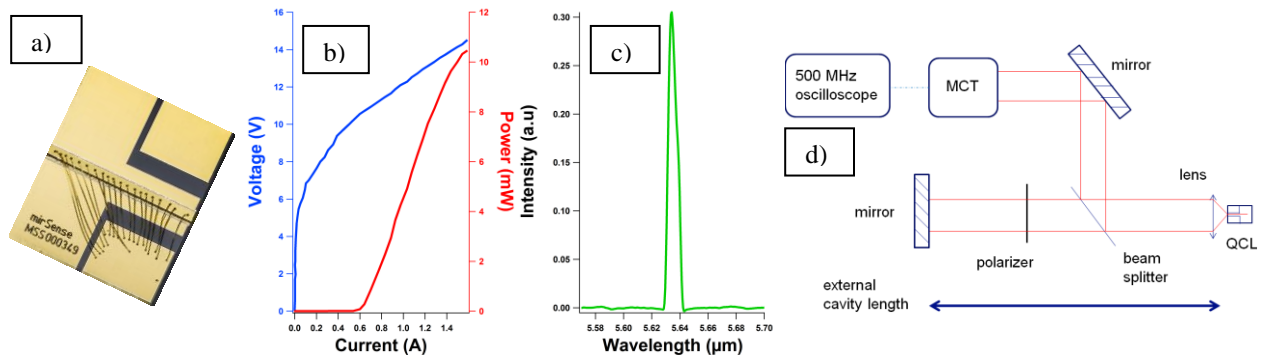 a)
mirSense
MSS000349
b)
Voltage (V)
16
14
12
10
8
6
4
2
0
0.0 0.2 0.4 0.6 0.8 1.0 1.2 1.4
Current (A)
12
10
8
6
4
2
0
Power (mW)
c)
Intensity (a.u)
0.30
0.25
0.20
0.15
0.10
0.05
0.00
5.58 5.60 5.62 5.64 5.66 5.68 5.70
Wavelength (µm)
d)
500 MHz
oscilloscope
MCT
mirror
mirror
polarizer
beam
splitter
lens
QCL
external
cavity length